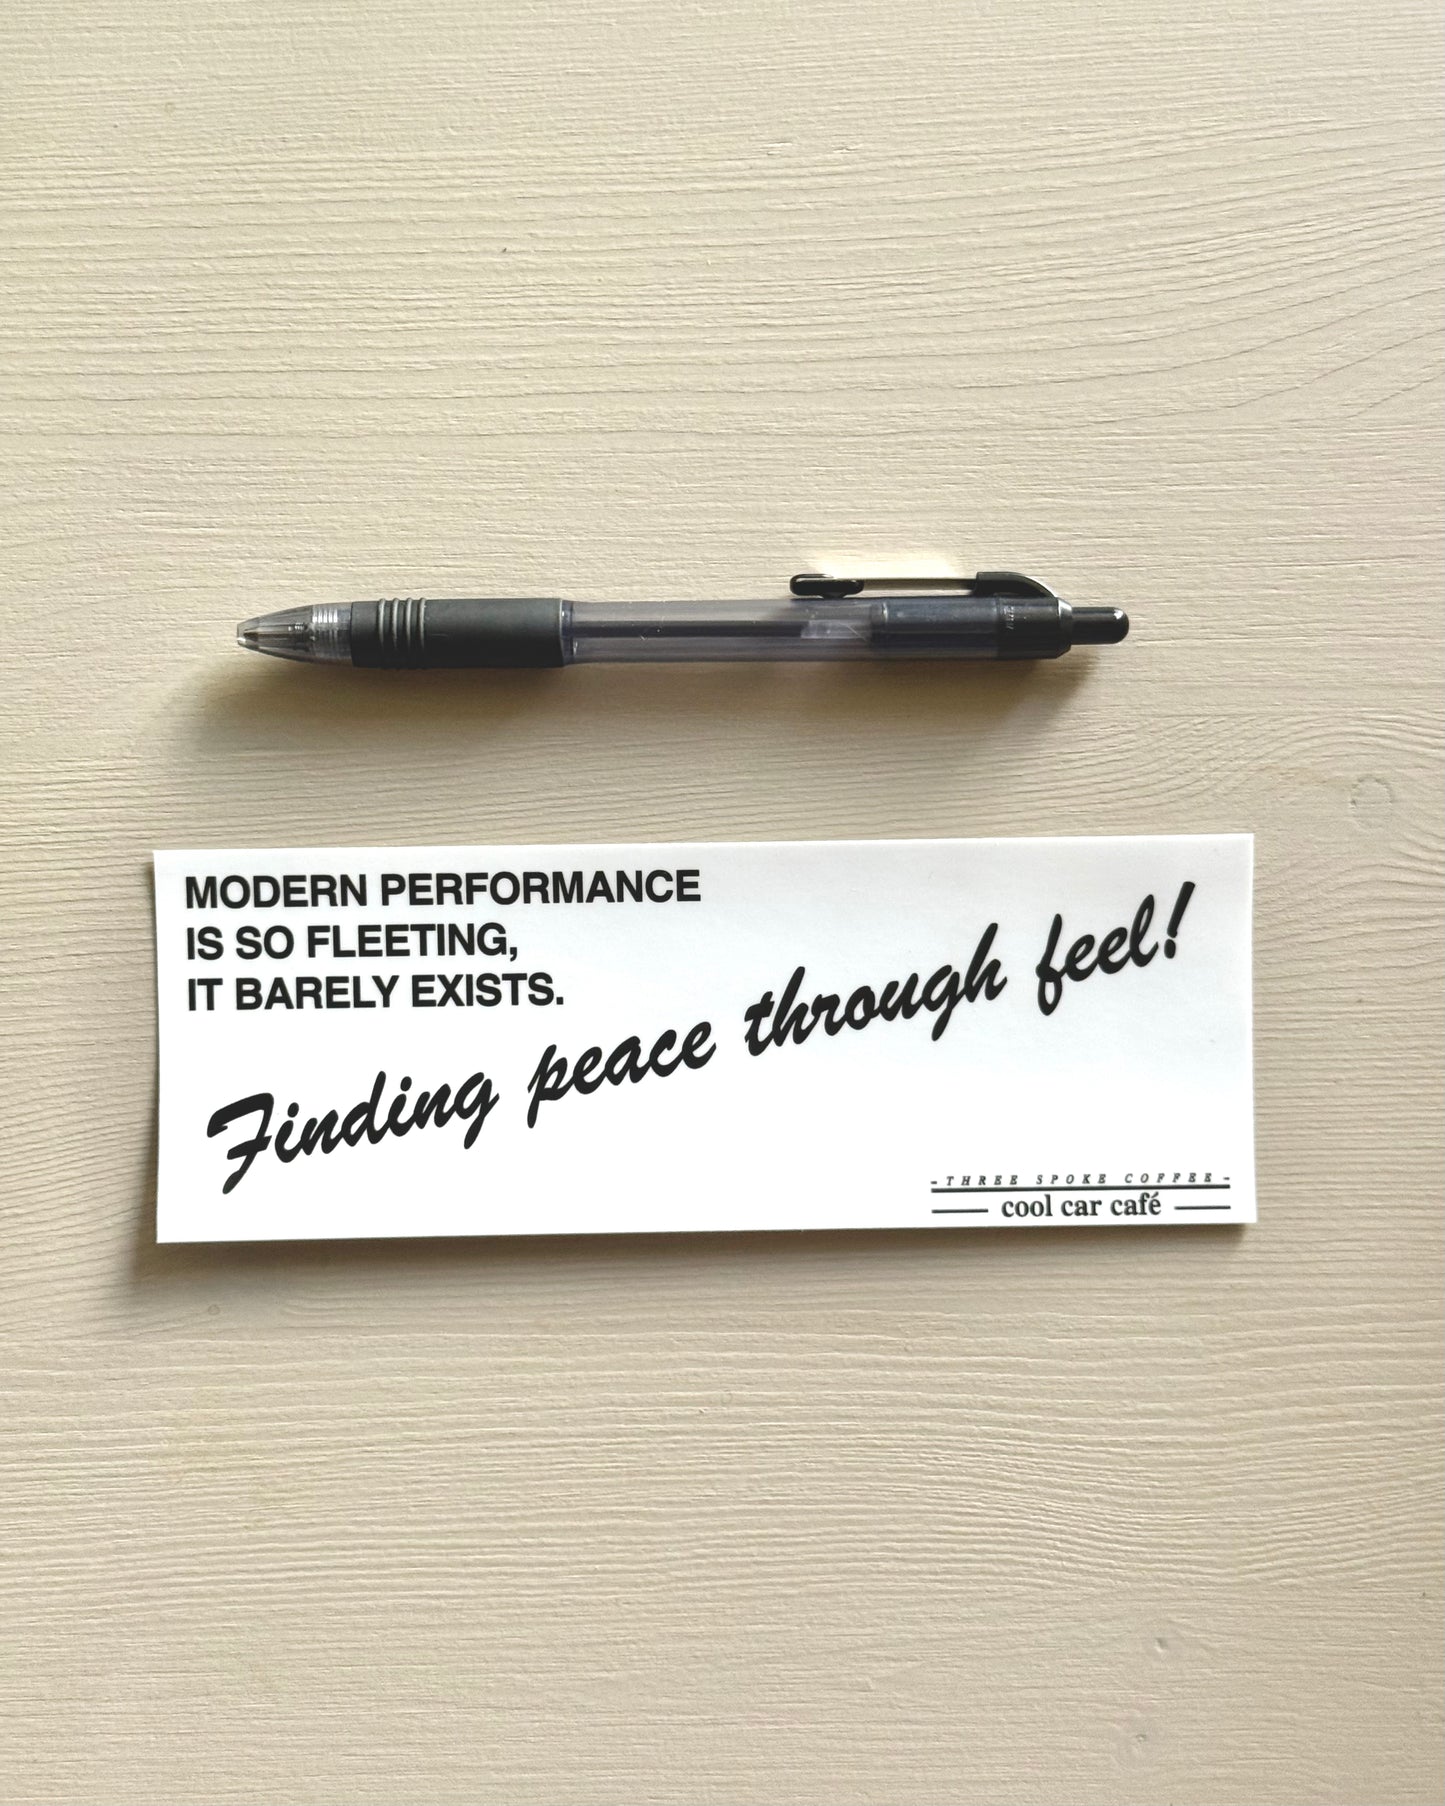 MODERN PERFORMANCE
IS SO FLEETING,
IT BARELY EXISTS.
Finding peace through feel!
-THREE SPOKE COFFEE-
cool car café